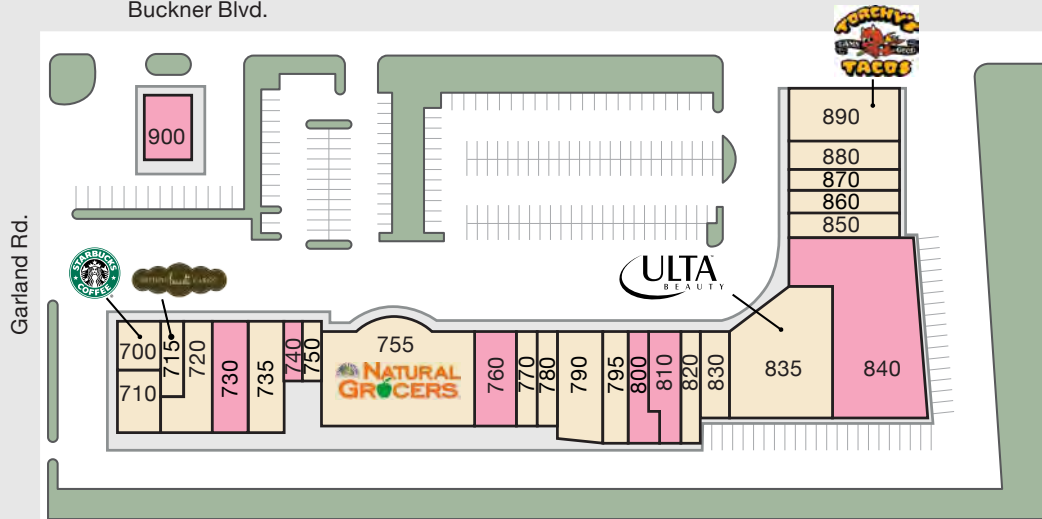 Buckner Blvd.
TORCHY'S
DAMN GOOD
TACOS
890
900
880
870
860
850
Garland Rd.
STARBUCKS
COFFEE
ULTA
BEAUTY
700
715
720
730
735
740
750
755
NATURAL
GROCERS
710
760
770
780
790
795
800
810
820
830
835
840